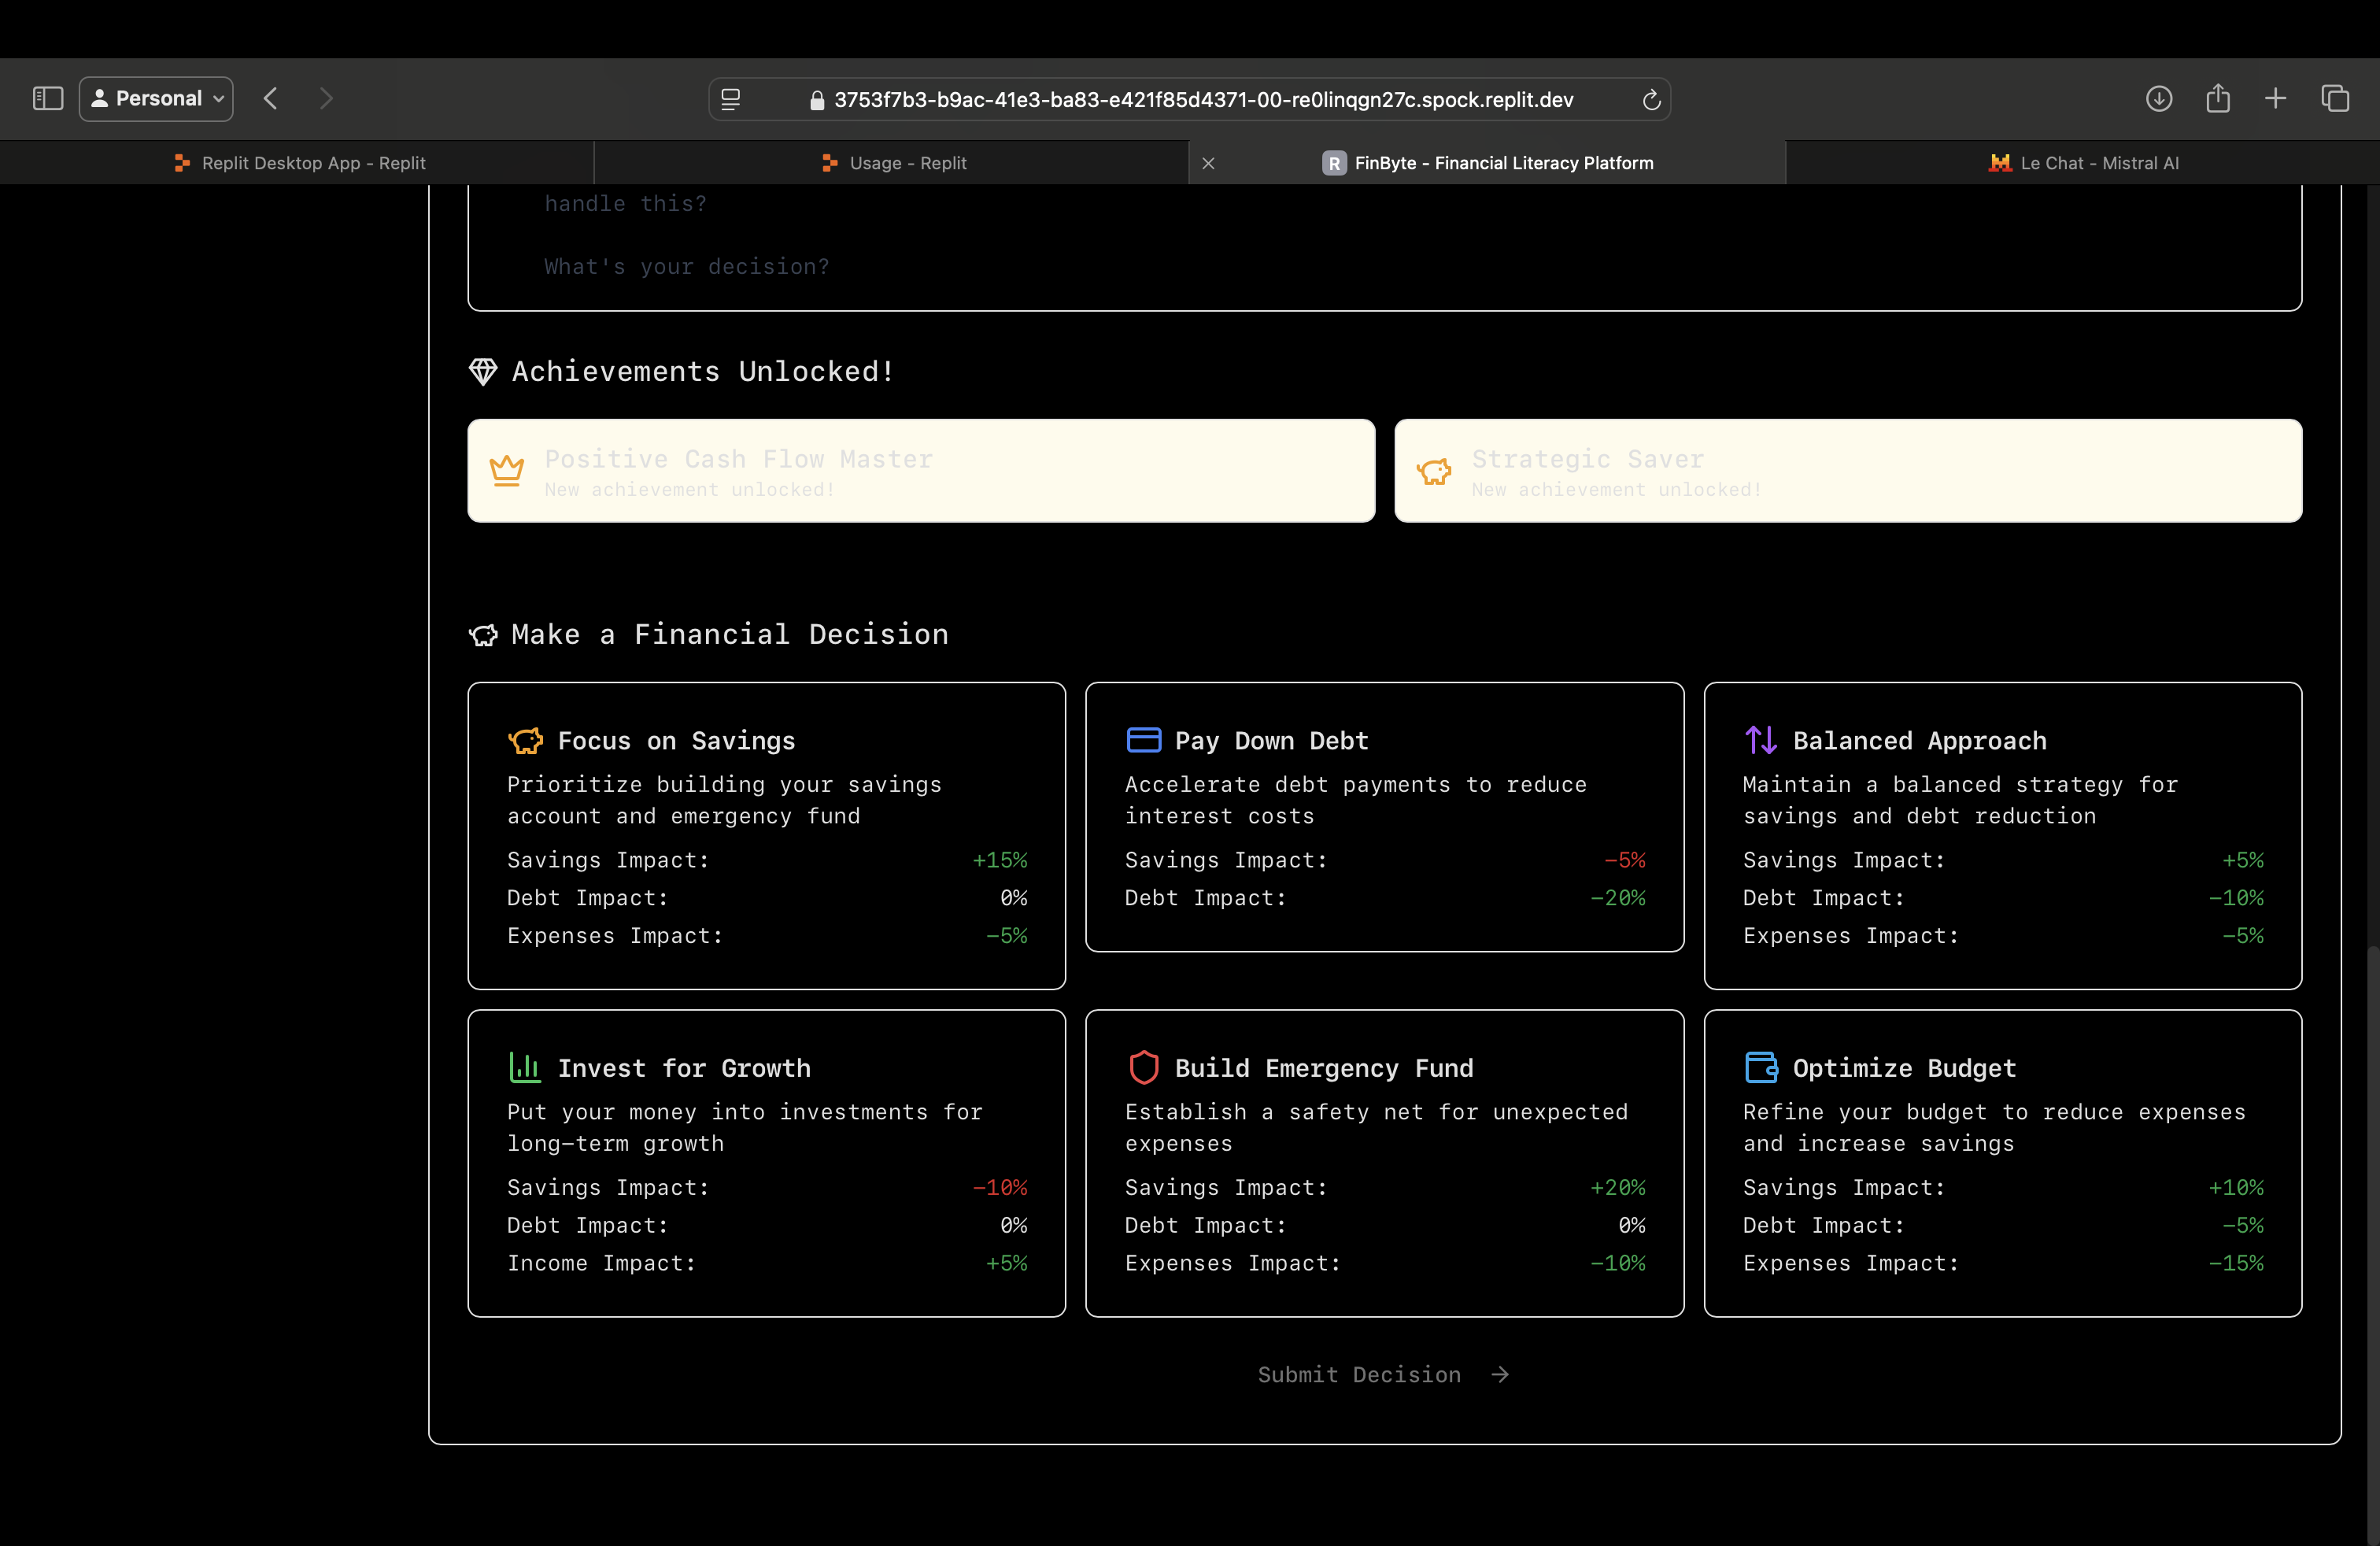 Personal
3753f7b3-b9ac-41e3-ba83-e421f85d4371-00-re0linqgn27c.spock.replit.dev
Replit Desktop App - Replit
Usage - Replit
R FinByte - Financial Literacy Platform
Le Chat - Mistral AI
handle this?
What's your decision?
Achievements Unlocked!
Positive Cash Flow Master
New achievement unlocked!
Strategic Saver
New achievement unlocked!
Make a Financial Decision
Focus on Savings
Prioritize building your savings
account and emergency fund
Savings Impact: +15%
Debt Impact: 0%
Expenses Impact: -5%
Pay Down Debt
Accelerate debt payments to reduce
interest costs
Savings Impact: -5%
Debt Impact: -20%
Balanced Approach
Maintain a balanced strategy for
savings and debt reduction
Savings Impact: +5%
Debt Impact: -10%
Expenses Impact: -5%
Invest for Growth
Put your money into investments for
long-term growth
Savings Impact: -10%
Debt Impact: 0%
Income Impact: +5%
Build Emergency Fund
Establish a safety net for unexpected
expenses
Savings Impact: +20%
Debt Impact: 0%
Expenses Impact: -10%
Optimize Budget
Refine your budget to reduce expenses
and increase savings
Savings Impact: +10%
Debt Impact: -5%
Expenses Impact: -15%
Submit Decision →